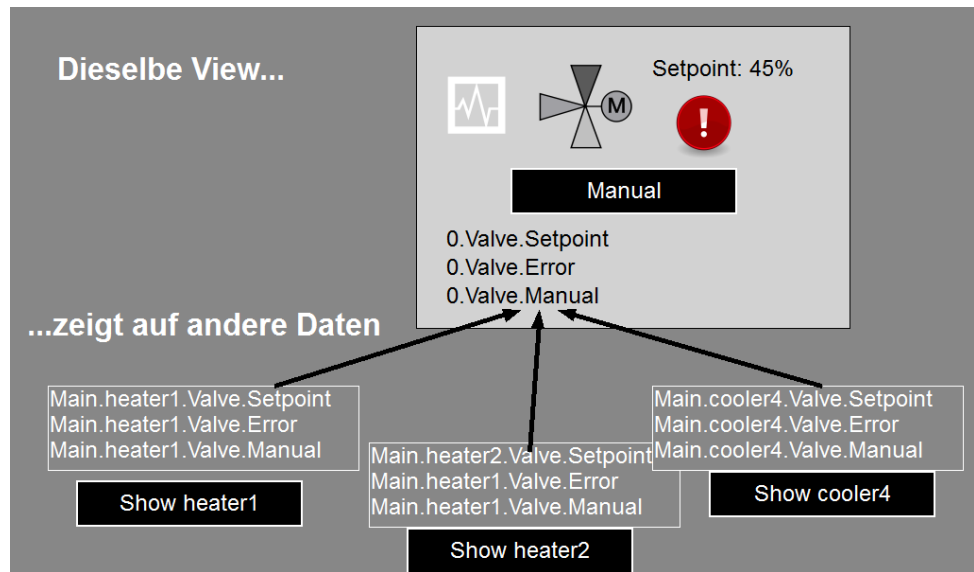 Dieselbe View...
Setpoint: 45%
M
!
Manual
0.Valve.Setpoint
0.Valve.Error
0.Valve.Manual
...zeigt auf andere Daten
Main.heater1.Valve.Setpoint
Main.heater1.Valve.Error
Main.heater1.Valve.Manual
Show heater1
Main.heater2.Valve.Setpoint
Main.heater1.Valve.Error
Main.heater1.Valve.Manual
Show heater2
Main.cooler4.Valve.Setpoint
Main.cooler4.Valve.Error
Main.cooler4.Valve.Manual
Show cooler4